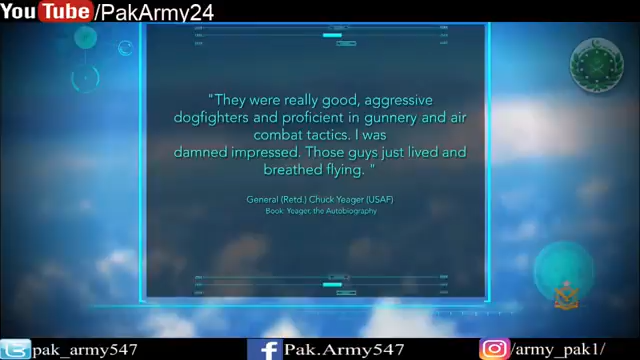 You Tube/PakArmy24
"They were really good, aggressive
dogfighters and proficient in gunnery and air
combat tactics. I was
damned impressed. Those guys just lived and
breathed flying. "
General (Retd.) Chuck Yeager (USAF)
Book: Yeager, the Autobiography
pak_army547
Pak.Army547
/army_pak1/